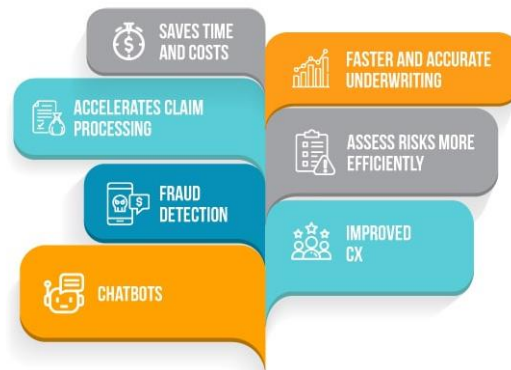 SAVES TIME
AND COSTS
FASTER AND ACCURATE
UNDERWRITING
ACCELERATES CLAIM
PROCESSING
ASSESS RISKS MORE
EFFICIENTLY
FRAUD
DETECTION
IMPROVED
CX
CHATBOTS